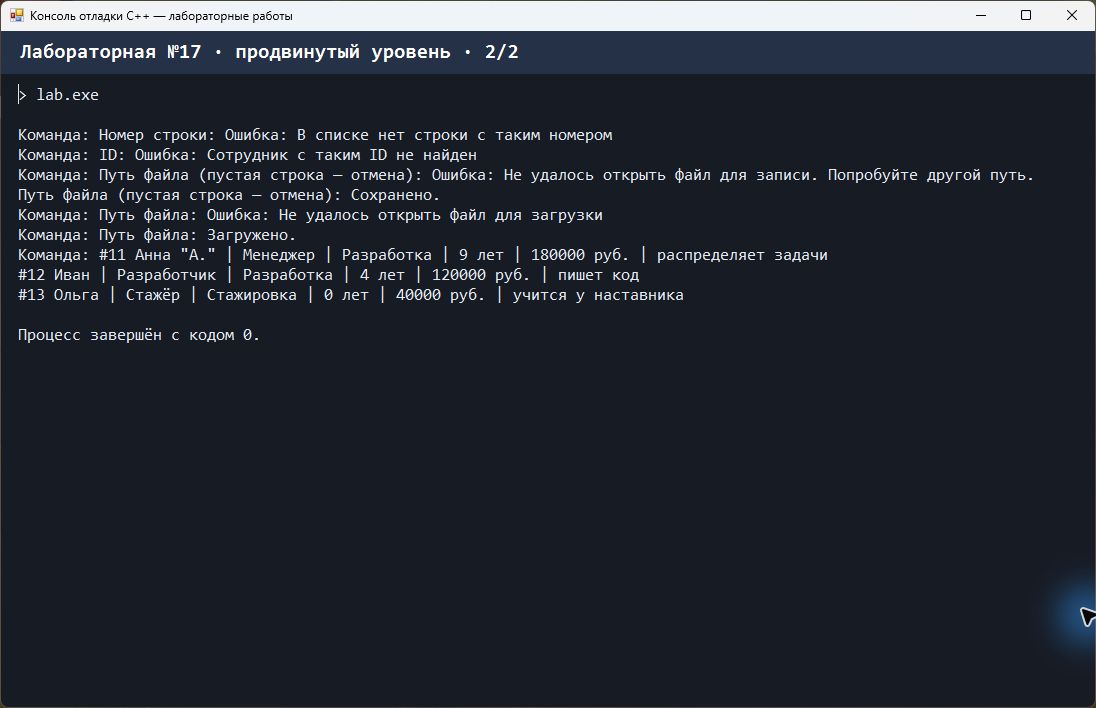 Консоль отладки C++ — лабораторные работы
Лабораторная №17 · продвинутый уровень · 2/2
> lab.exe
Команда: Номер строки: Ошибка: В списке нет строки с таким номером
Команда: ID: Ошибка: Сотрудник с таким ID не найден
Команда: Путь файла (пустая строка — отмена): Ошибка: Не удалось открыть файл для записи. Попробуйте другой путь.
Путь файла (пустая строка — отмена): Сохранено.
Команда: Путь файла: Ошибка: Не удалось открыть файл для загрузки
Команда: Путь файла: Загружено.
Команда: #11 Анна "А." | Менеджер | Разработка | 9 лет | 180000 руб. | распределяет задачи
#12 Иван | Разработчик | Разработка | 4 лет | 120000 руб. | пишет код
#13 Ольга | Стажёр | Стажировка | 0 лет | 40000 руб. | учится у наставника
Процесс завершён с кодом 0.